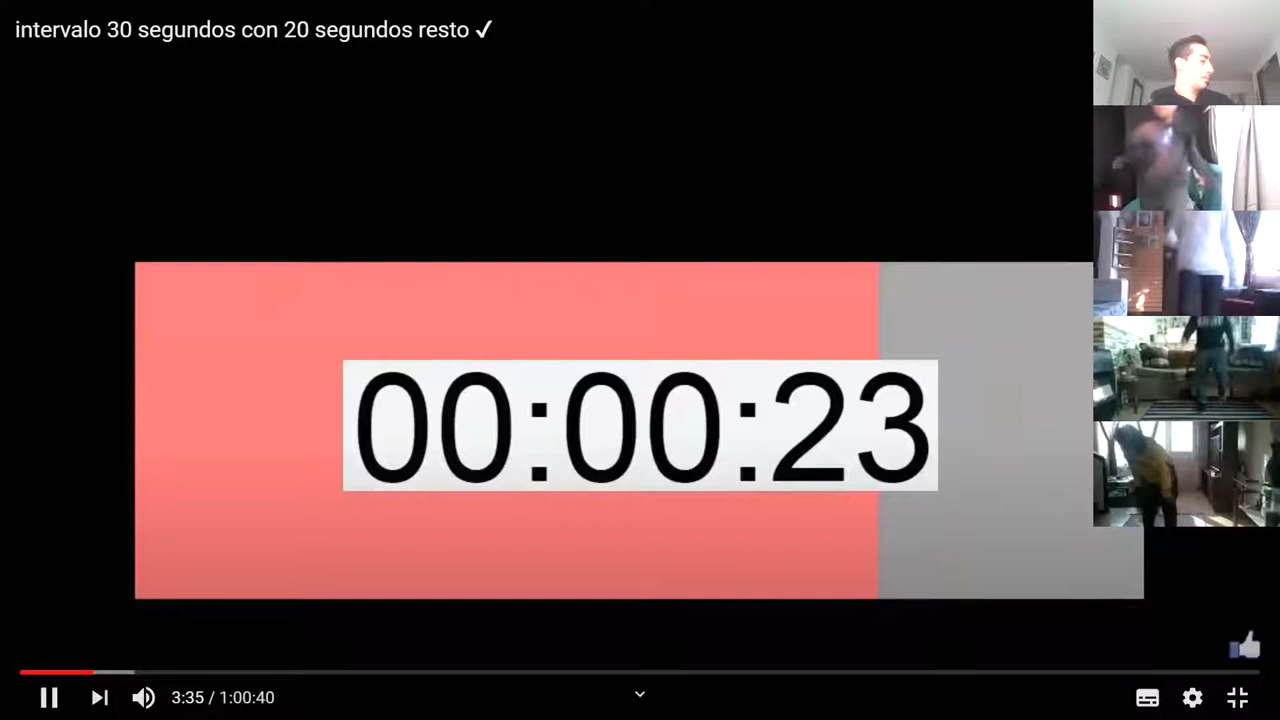 intervalo 30 segundos con 20 segundos resto ✓
00:00:23
3:35 / 1:00:40